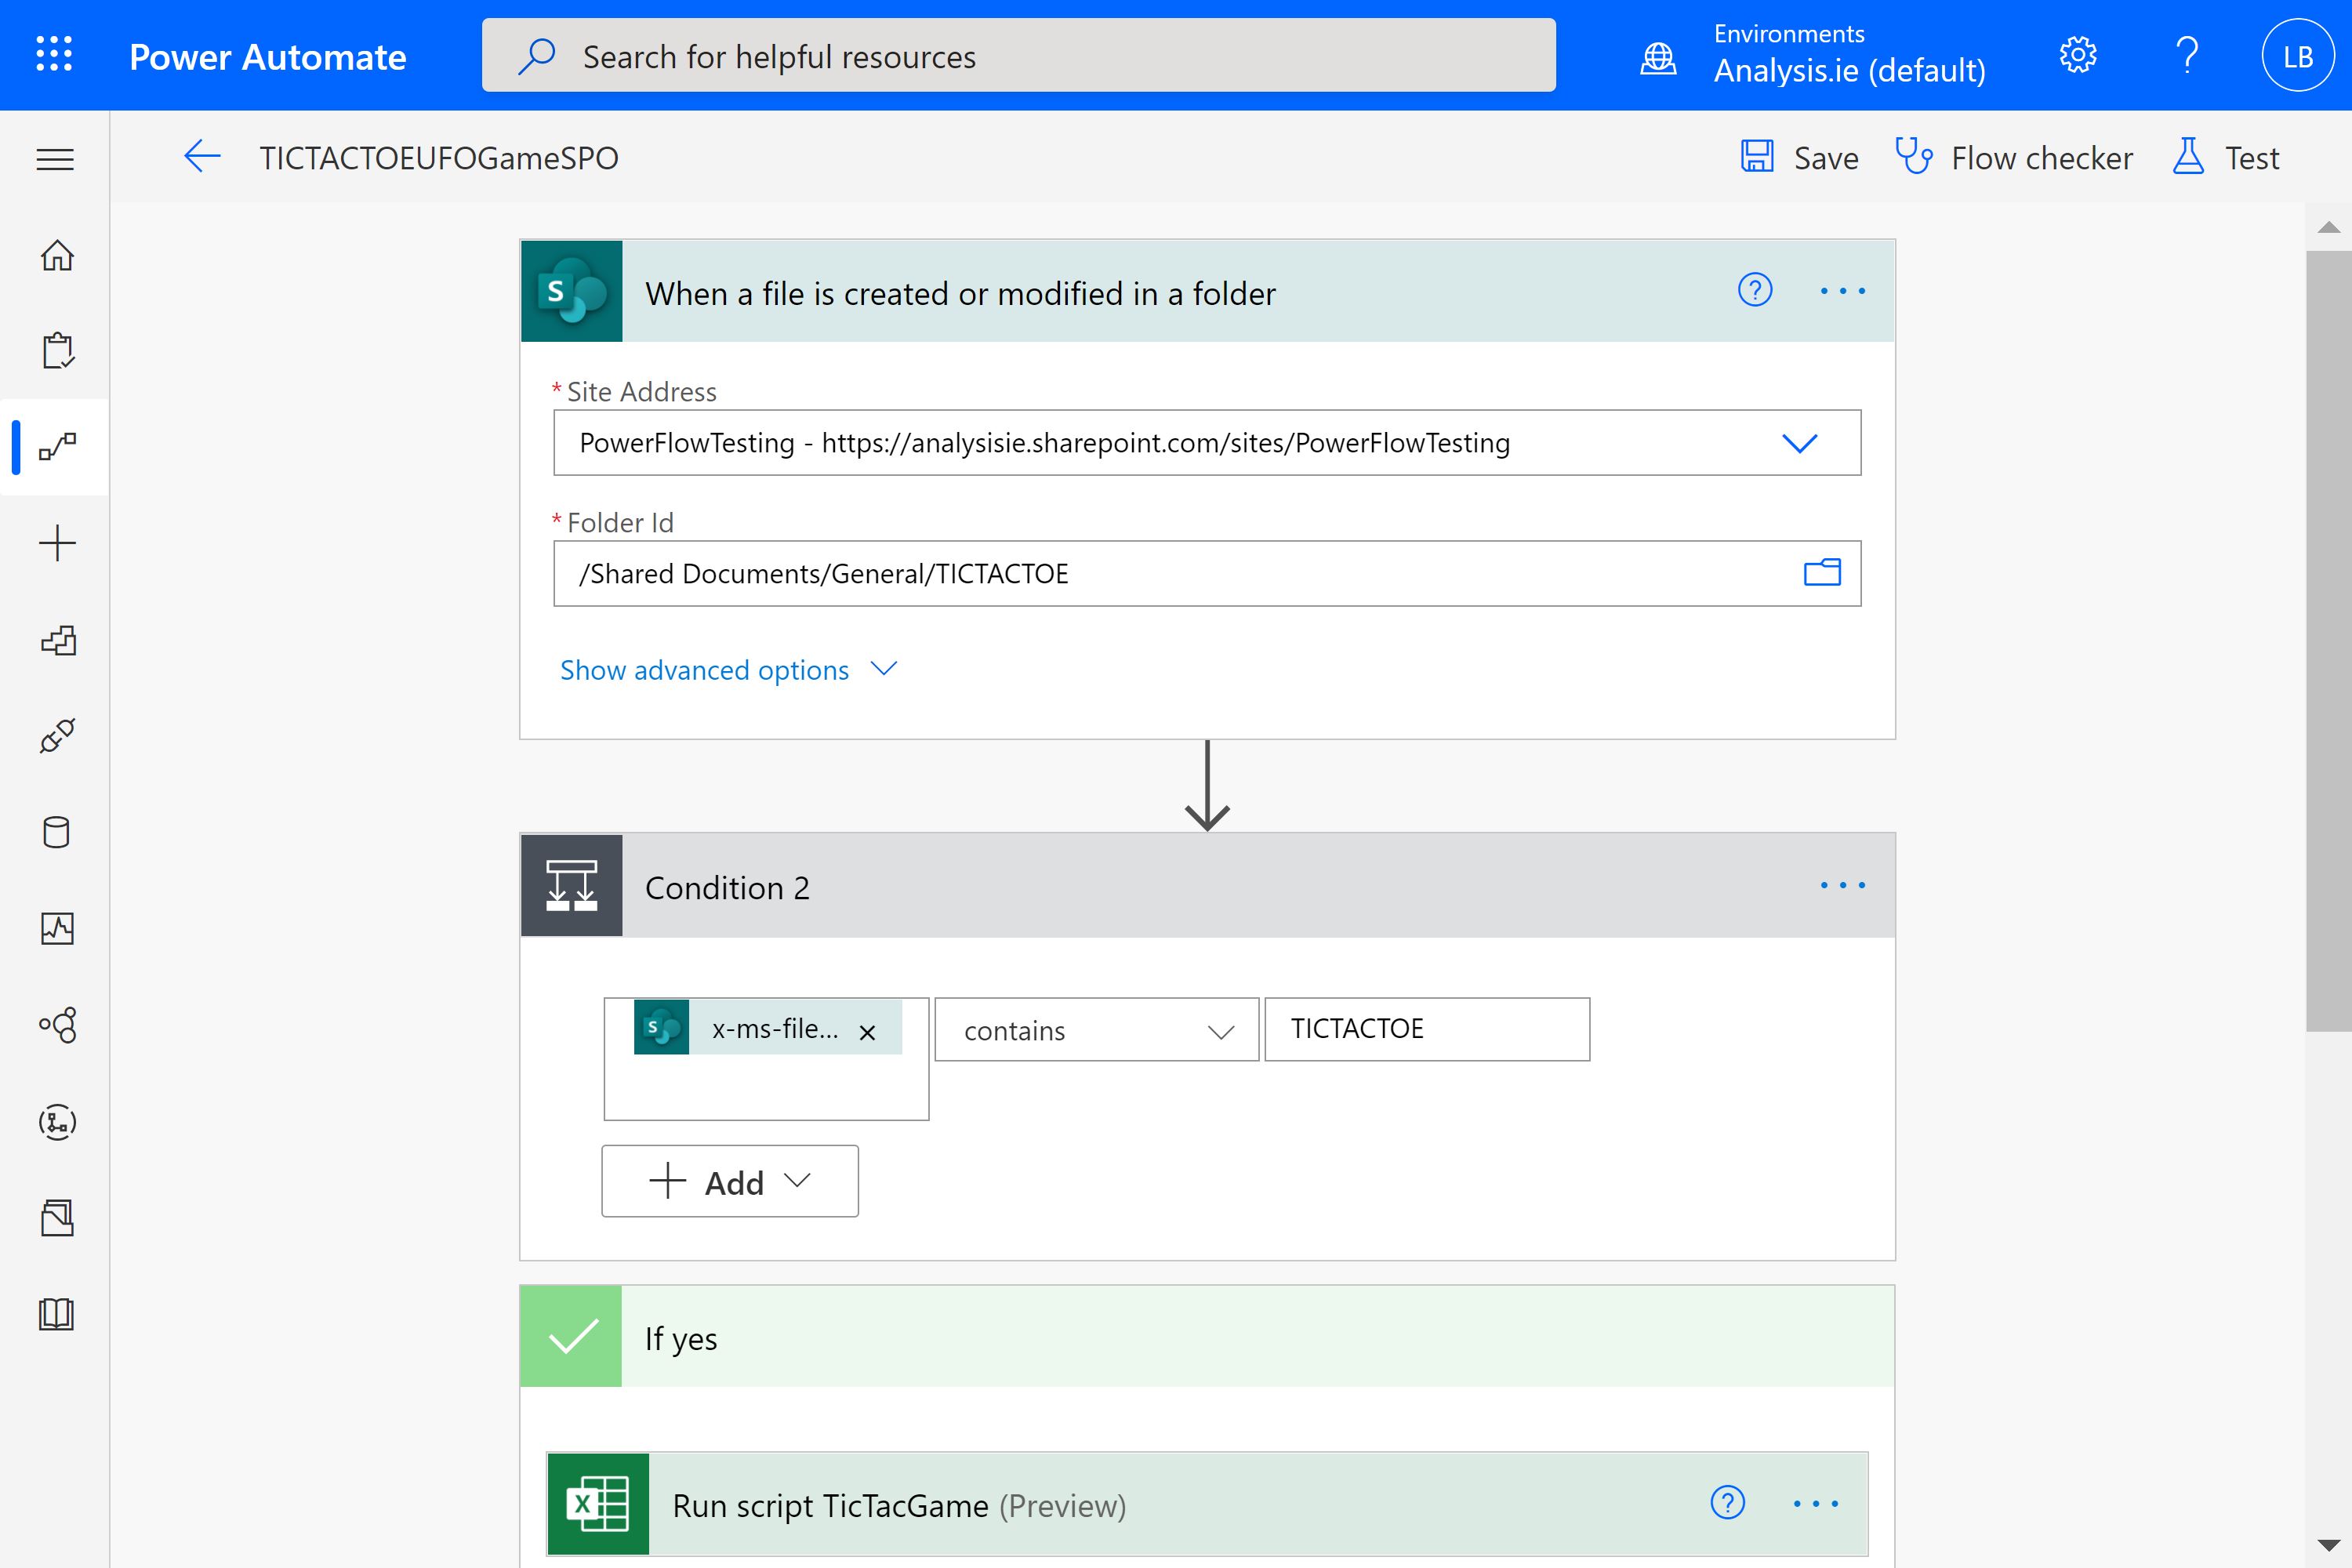 Power Automate
Search for helpful resources
Environments
Analysis.ie (default)
?
LB
TICTACTOEUFOGameSPO
Save
Flow checker
Test
S
When a file is created or modified in a folder
?
* Site Address
PowerFlowTesting - https://analysisie.sharepoint.com/sites/PowerFlowTesting
* Folder Id
/Shared Documents/General/TICTACTOE
Show advanced options
Condition 2
S
x-ms-file... ×
contains
TICTACTOE
+ Add
If yes
X
Run script TicTacGame (Preview)
?